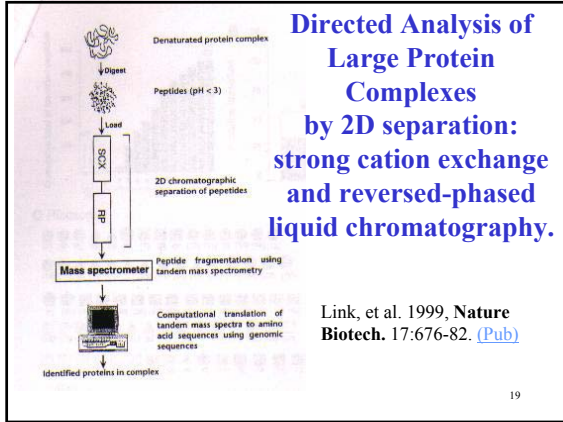 Directed Analysis of
Large Protein
Complexes
by 2D separation:
strong cation exchange
and reversed-phased
liquid chromatography.
Denaturated protein complex
Digest
Peptides (pH < 3)
Load
SCX
2D chromatographic
separation of pepetides
RP
Mass spectrometer
Peptide fragmentation using
tandem mass spectrometry
Computational translation of
tandem mass spectra to amino
acid sequences using genomic
sequences
Identified proteins in complex
Link, et al. 1999, Nature
Biotech. 17:676-82. (Pub)
19